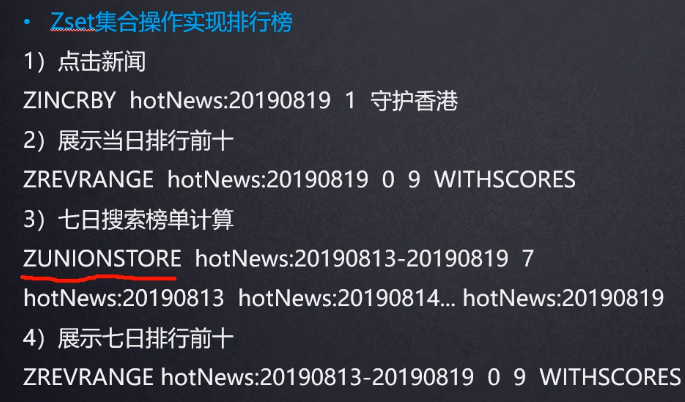 • Zset集合操作实现排行榜
1）点击新闻
ZINCRBY hotNews:20190819 1 守护香港
2）展示当日排行前十
ZREVRANGE hotNews:20190819 0 9 WITHSCORES
3）七日搜索榜单计算
ZUNIONSTORE hotNews:20190813-20190819 7
hotNews:20190813 hotNews:20190814... hotNews:20190819
4）展示七日排行前十
ZREVRANGE hotNews:20190813-20190819 0 9 WITHSCORES